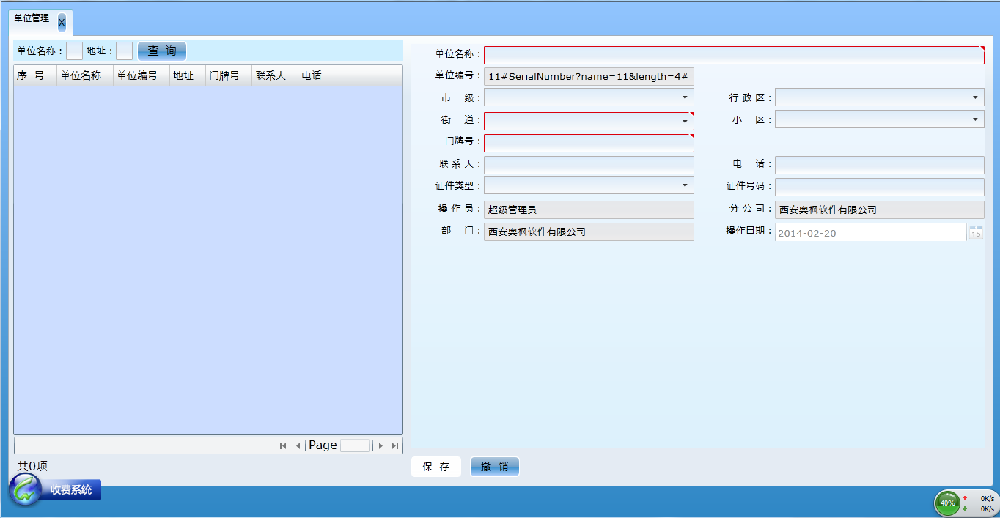 单位管理 X
单位名称： 地址： 查 询
序 号 单位名称 单位编号 地址 门牌号 联系人 电话
Page
共0项
收费系统
单位名称：
单位编号： 11#SerialNumber?name=11&length=4#
市 级： 行 政 区：
街 道： 小 区：
门牌号：
联 系 人： 电 话：
证件类型： 证件号码：
操 作 员： 超级管理员 分 公 司： 西安奥枫软件有限公司
部 门： 西安奥枫软件有限公司 操作日期： 2014-02-20 15
保 存 撤 销
40% 0K/s
0K/s